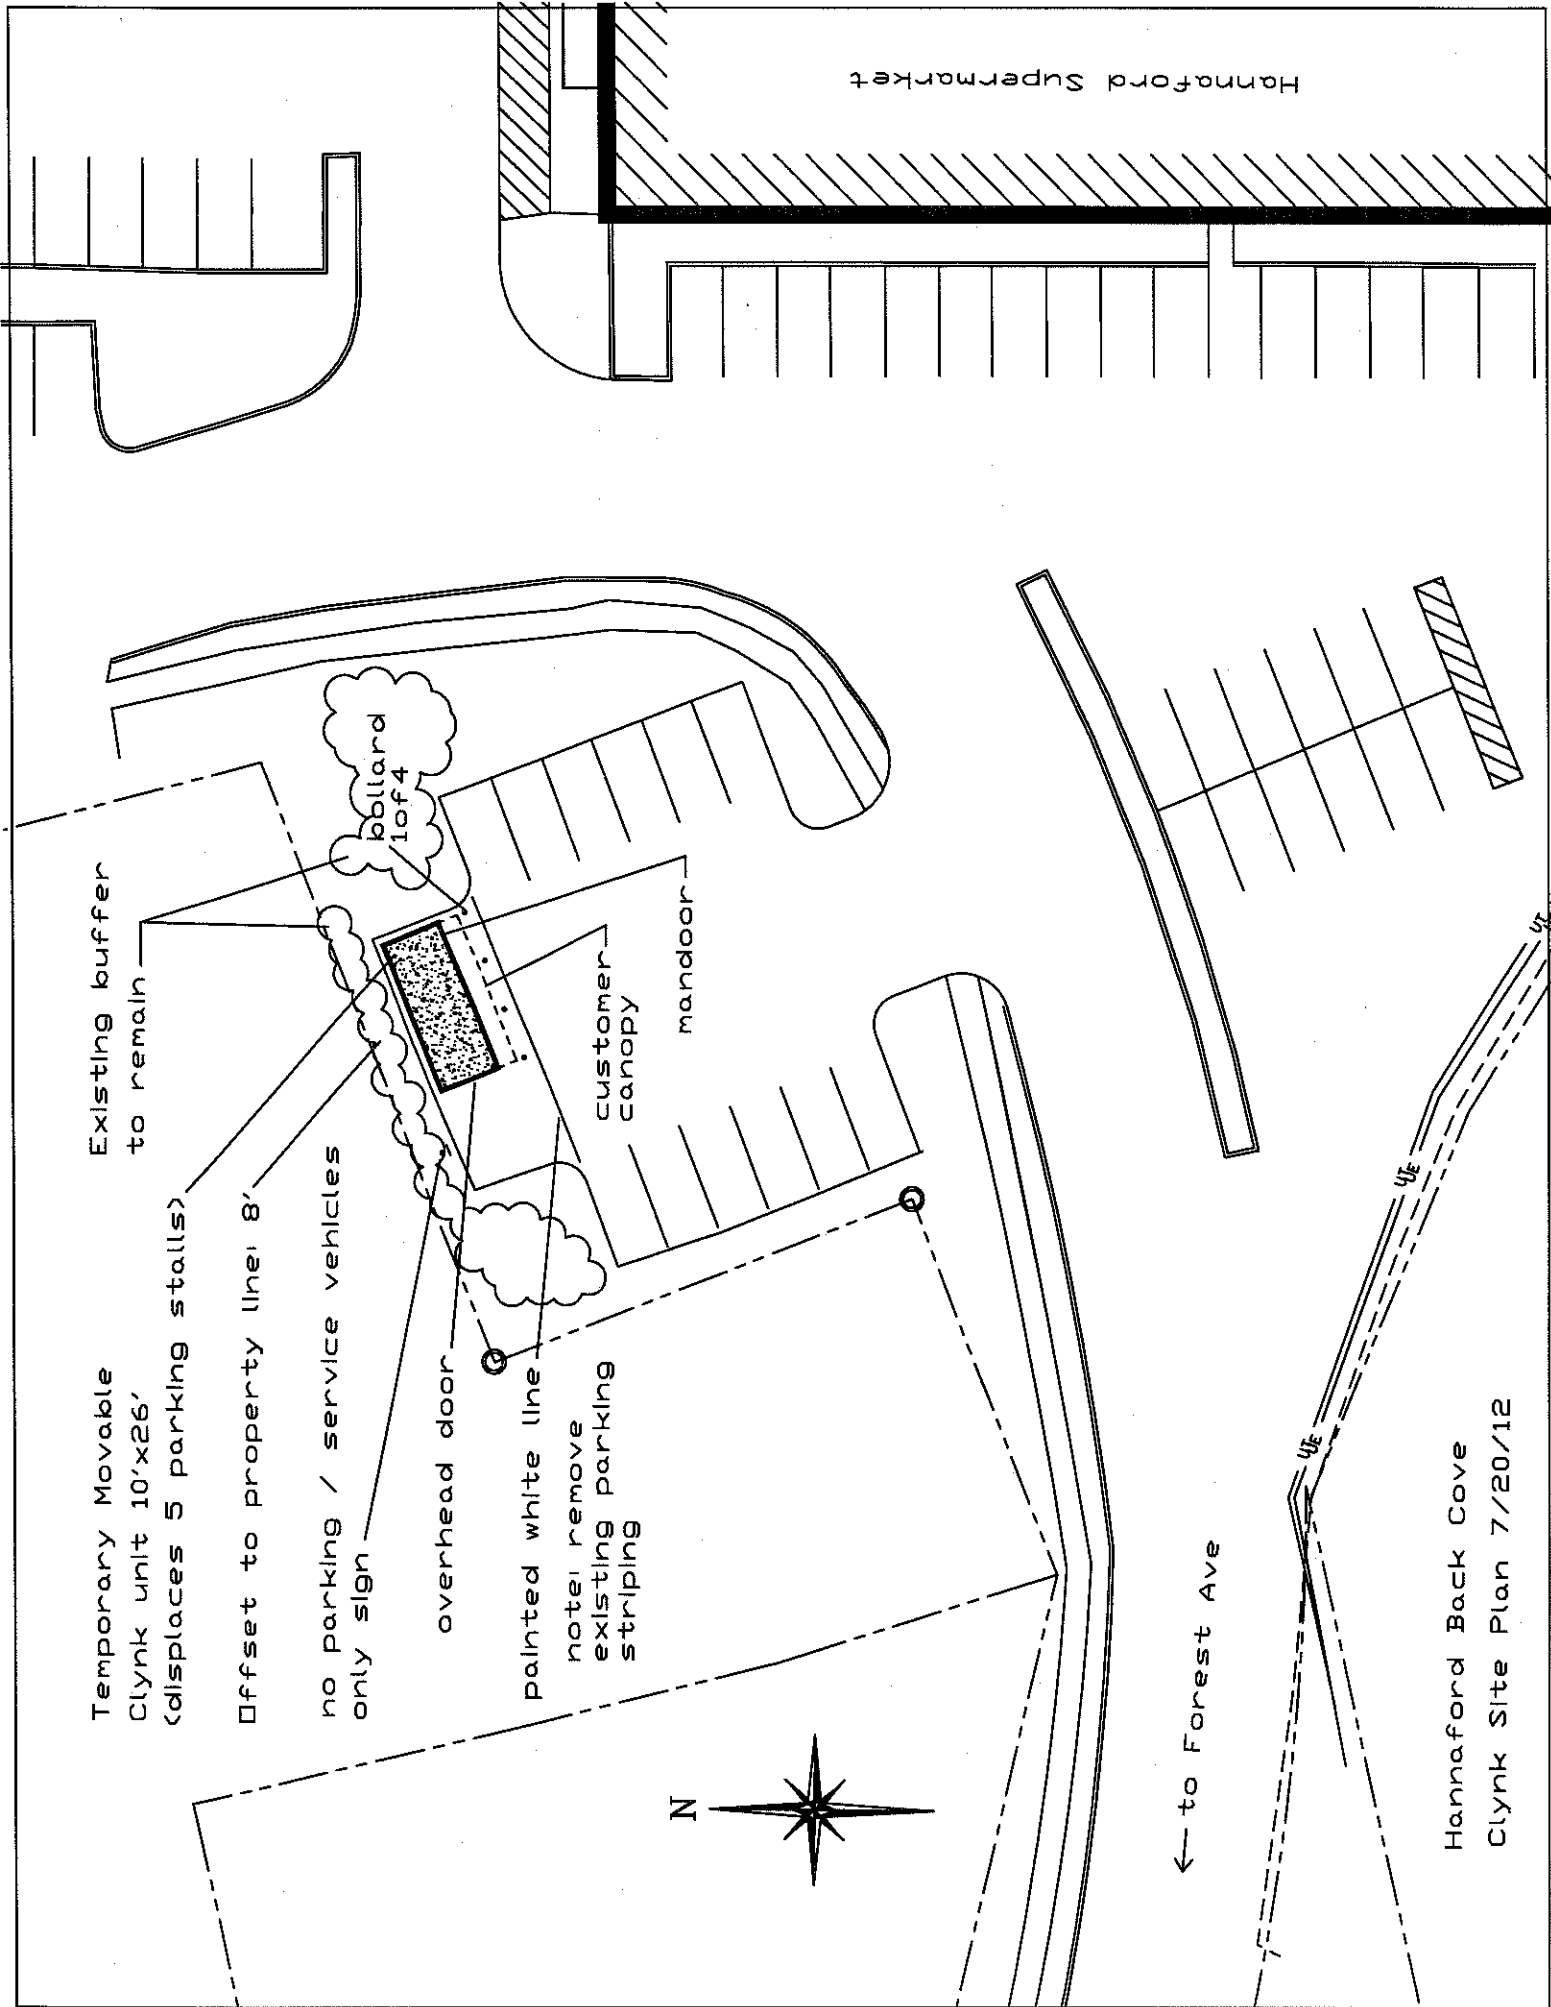 Temporary Movable
Clynk unit 10'x26'
(displaces 5 parking stalls)
Offset to property line: 8'
no parking / service vehicles
only sign
overhead door
painted white line
note: remove
existing parking
striping
Existing buffer
to remain
bollard
1of4
customer
canopy
mandoor
Hannaford Supermarket
N
← to Forest Ave
UE
UE
Hannaford Back Cove
Clynk Site Plan 7/20/12